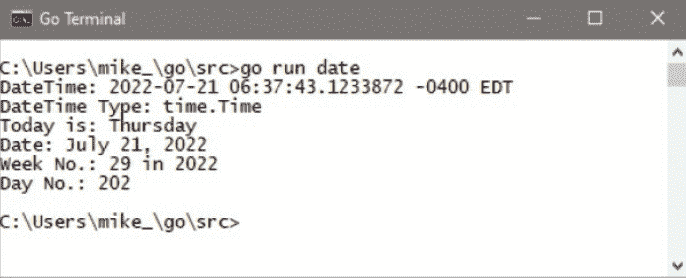 Go Terminal
C:\Users\mike_\go\src>go run date
DateTime: 2022-07-21 06:37:43.1233872 -0400 EDT
DateTime Type: time.Time
Today is: Thursday
Date: July 21, 2022
Week No.: 29 in 2022
Day No.: 202
C:\Users\mike_\go\src>